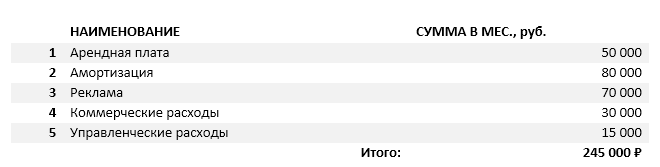 НАИМЕНОВАНИЕ СУММА В МЕС., руб.
1 Арендная плата 50 000
2 Амортизация 80 000
3 Реклама 70 000
4 Коммерческие расходы 30 000
5 Управленческие расходы 15 000
Итого: 245 000 ₽